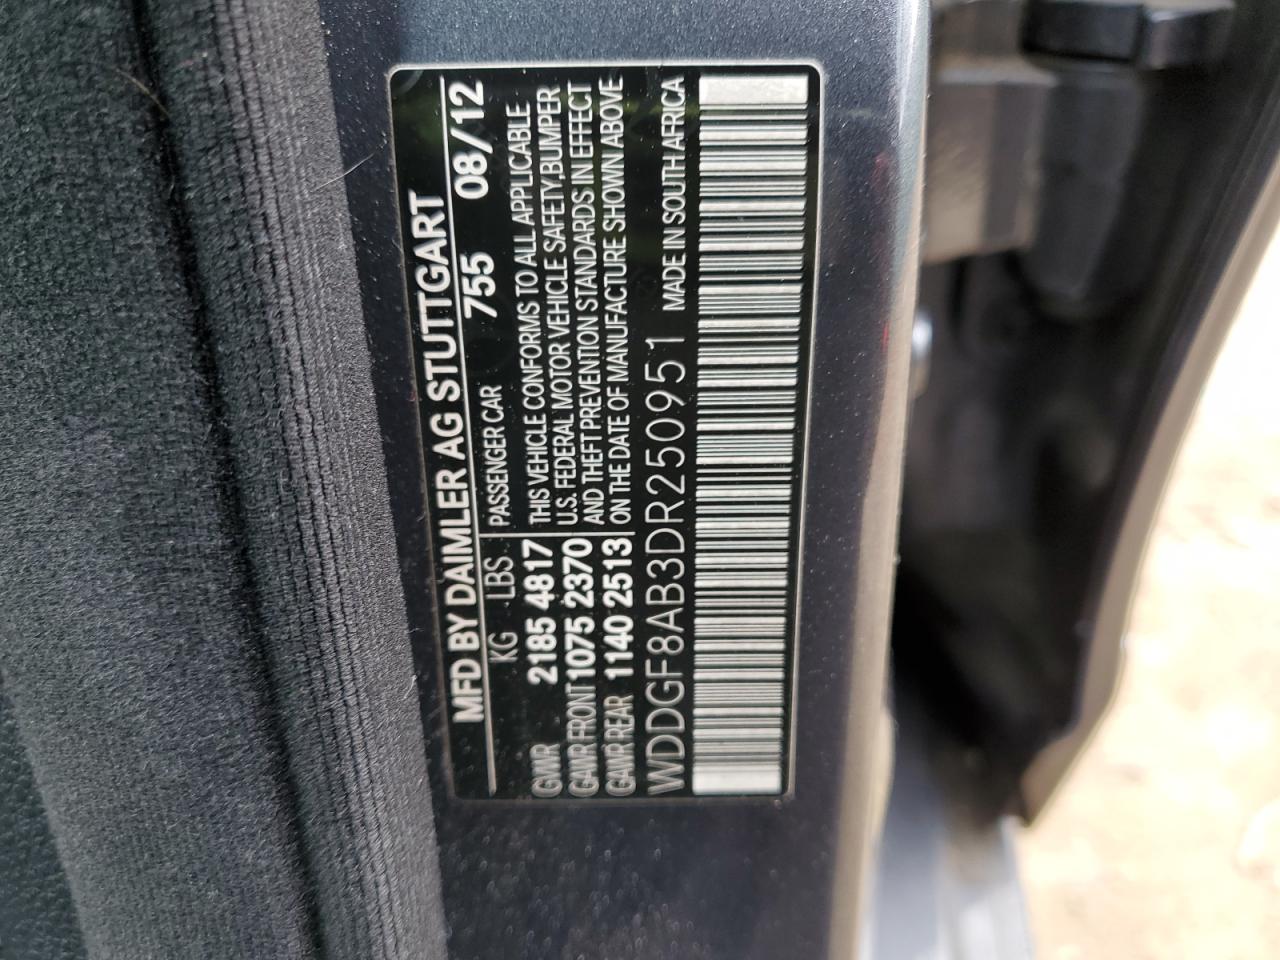 MFD BY DAIMLER AG STUTTGART
KG LBS 755 08/12
PASSENGER CAR
GVWR 2185 4817 THIS VEHICLE CONFORMS TO ALL APPLICABLE
GAWR FRONT 1075 2370 U.S. FEDERAL MOTOR VEHICLE SAFETY, BUMPER
AND THEFT PREVENTION STANDARDS IN EFFECT
GAWR REAR 1140 2513 ON THE DATE OF MANUFACTURE SHOWN ABOVE
WDDGF8AB3DR250951 MADE IN SOUTH AFRICA